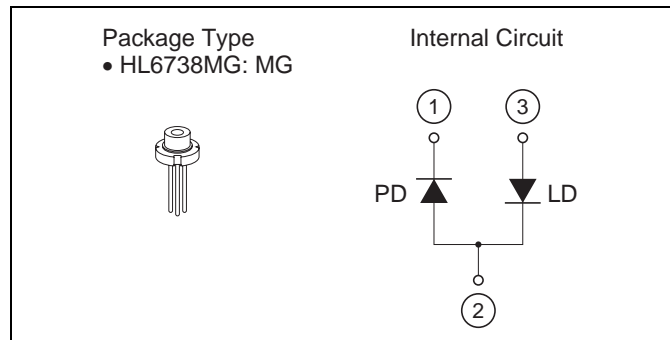 Package Type
• HL6738MG: MG
Internal Circuit
1
3
PD
LD
2